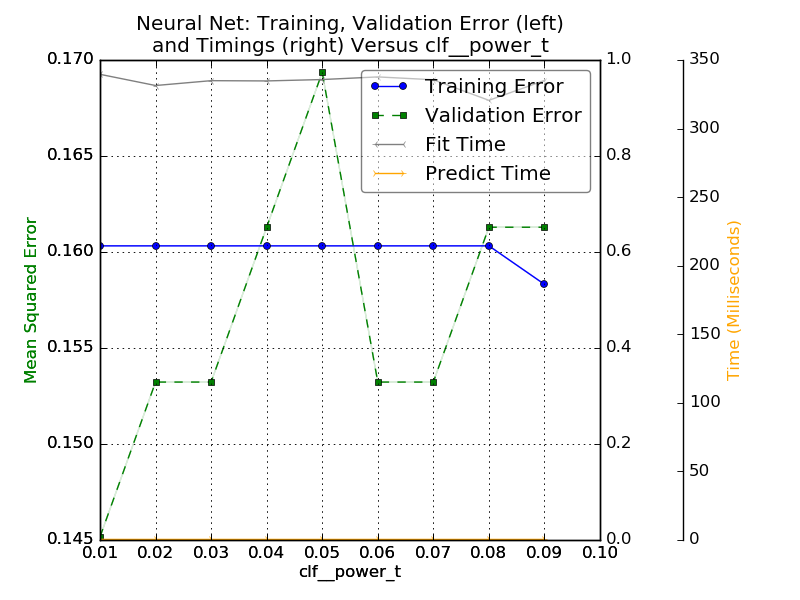 Neural Net: Training, Validation Error (left)
and Timings (right) Versus clf__power_t
Training Error
Validation Error
Fit Time
Predict Time
Mean Squared Error
0.170
0.165
0.160
0.155
0.150
0.145
1.0
0.8
0.6
0.4
0.2
0.0
350
300
250
200
150
100
50
0
Time (Milliseconds)
0.01 0.02 0.03 0.04 0.05 0.06 0.07 0.08 0.09 0.10
clf__power_t